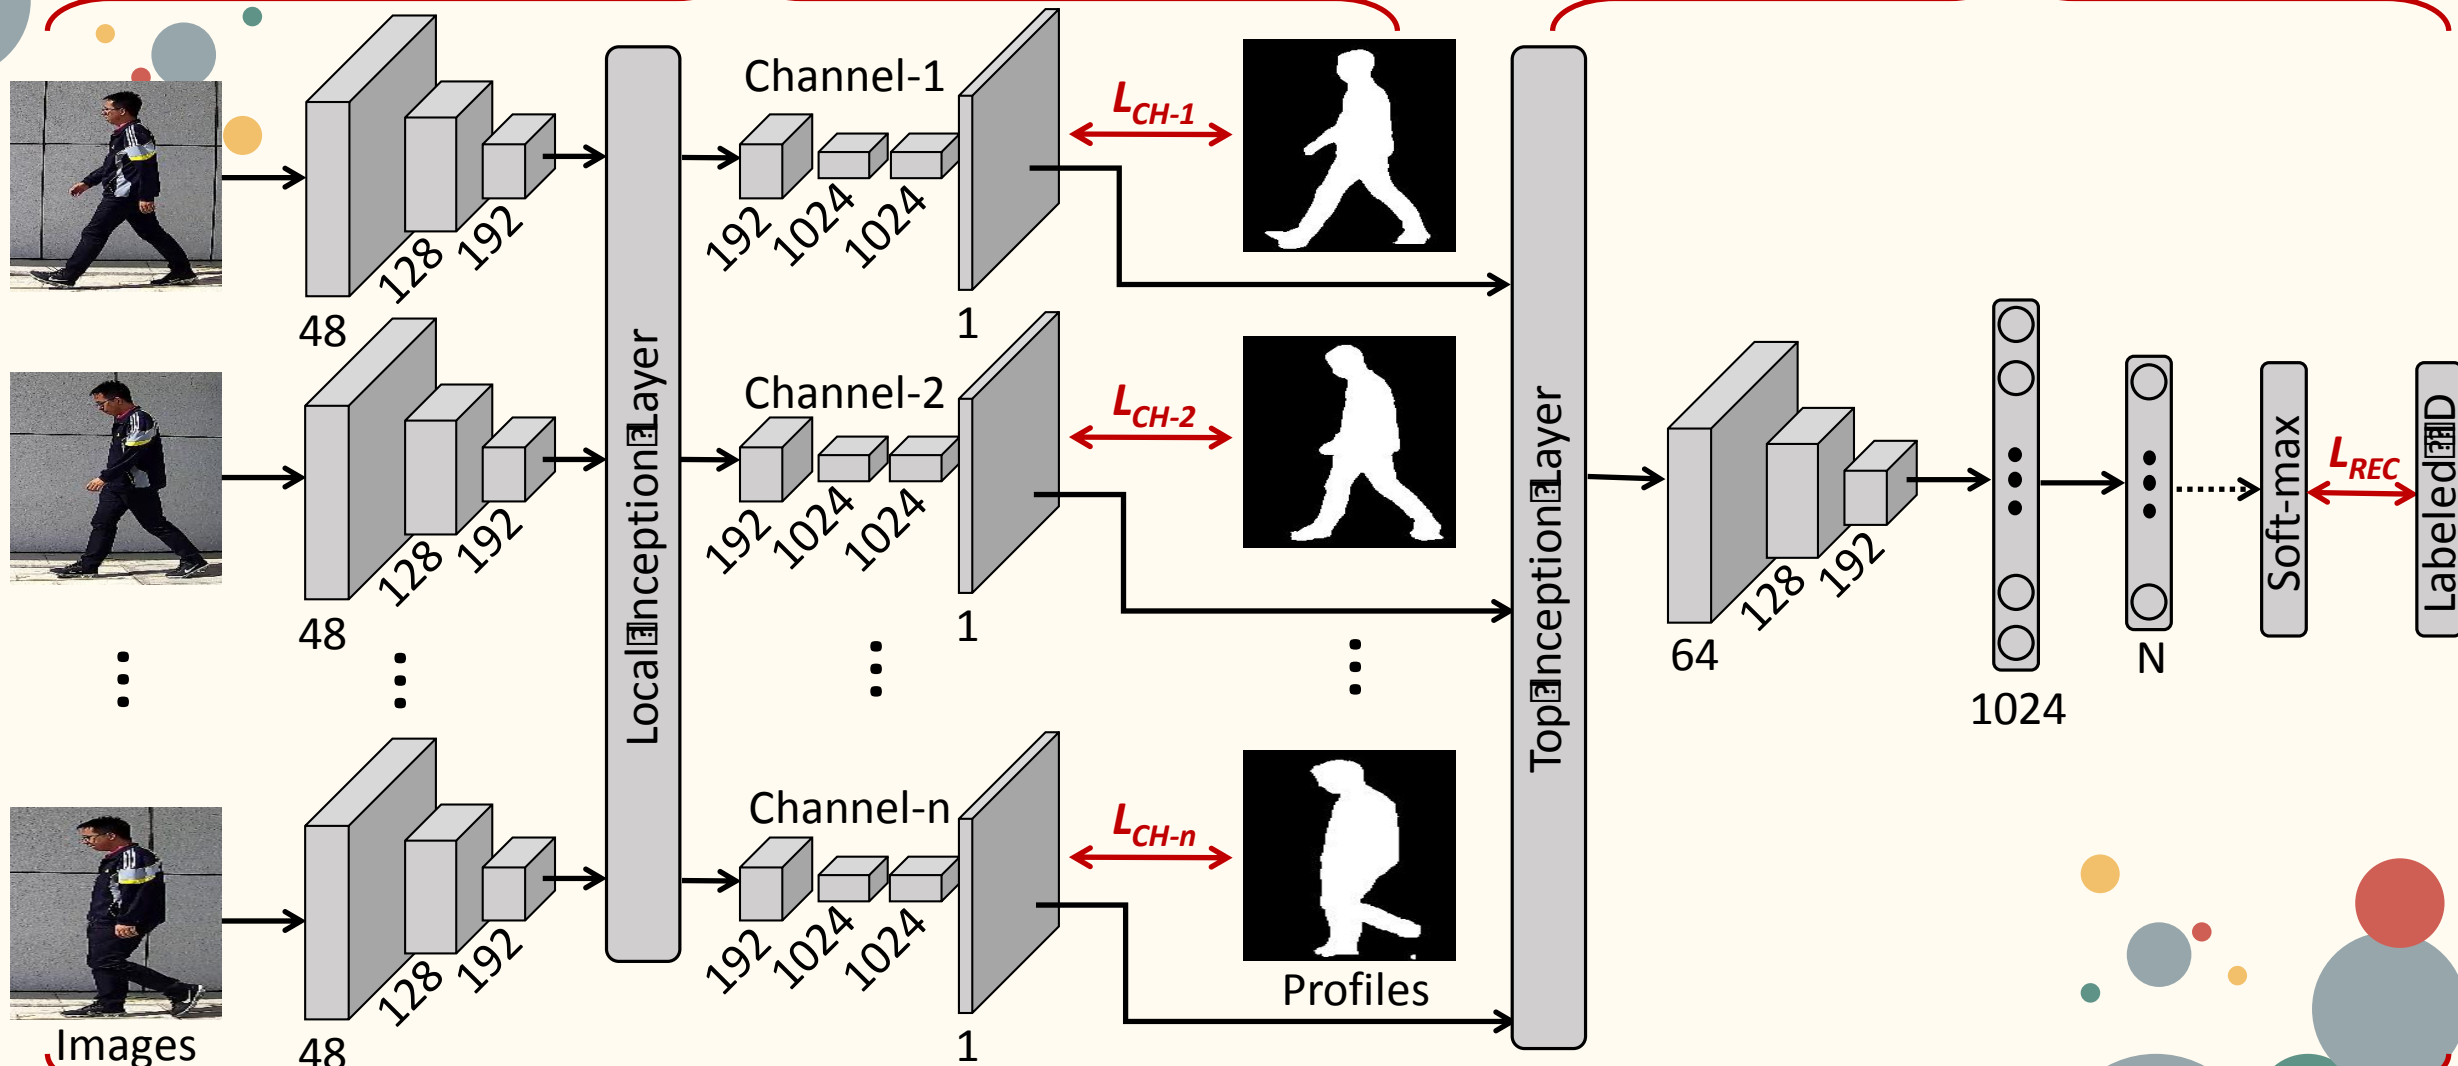 Channel-1
L_CH-1
48
128
192
192
1024
1024
1
Channel-2
L_CH-2
48
128
192
192
1024
1024
1
Local Inception Layer
Top Inception Layer
64
128
192
1024
N
Soft-max
L_REC
Labeled ID
Channel-n
L_CH-n
48
128
192
192
1024
1024
1
Images
Profiles